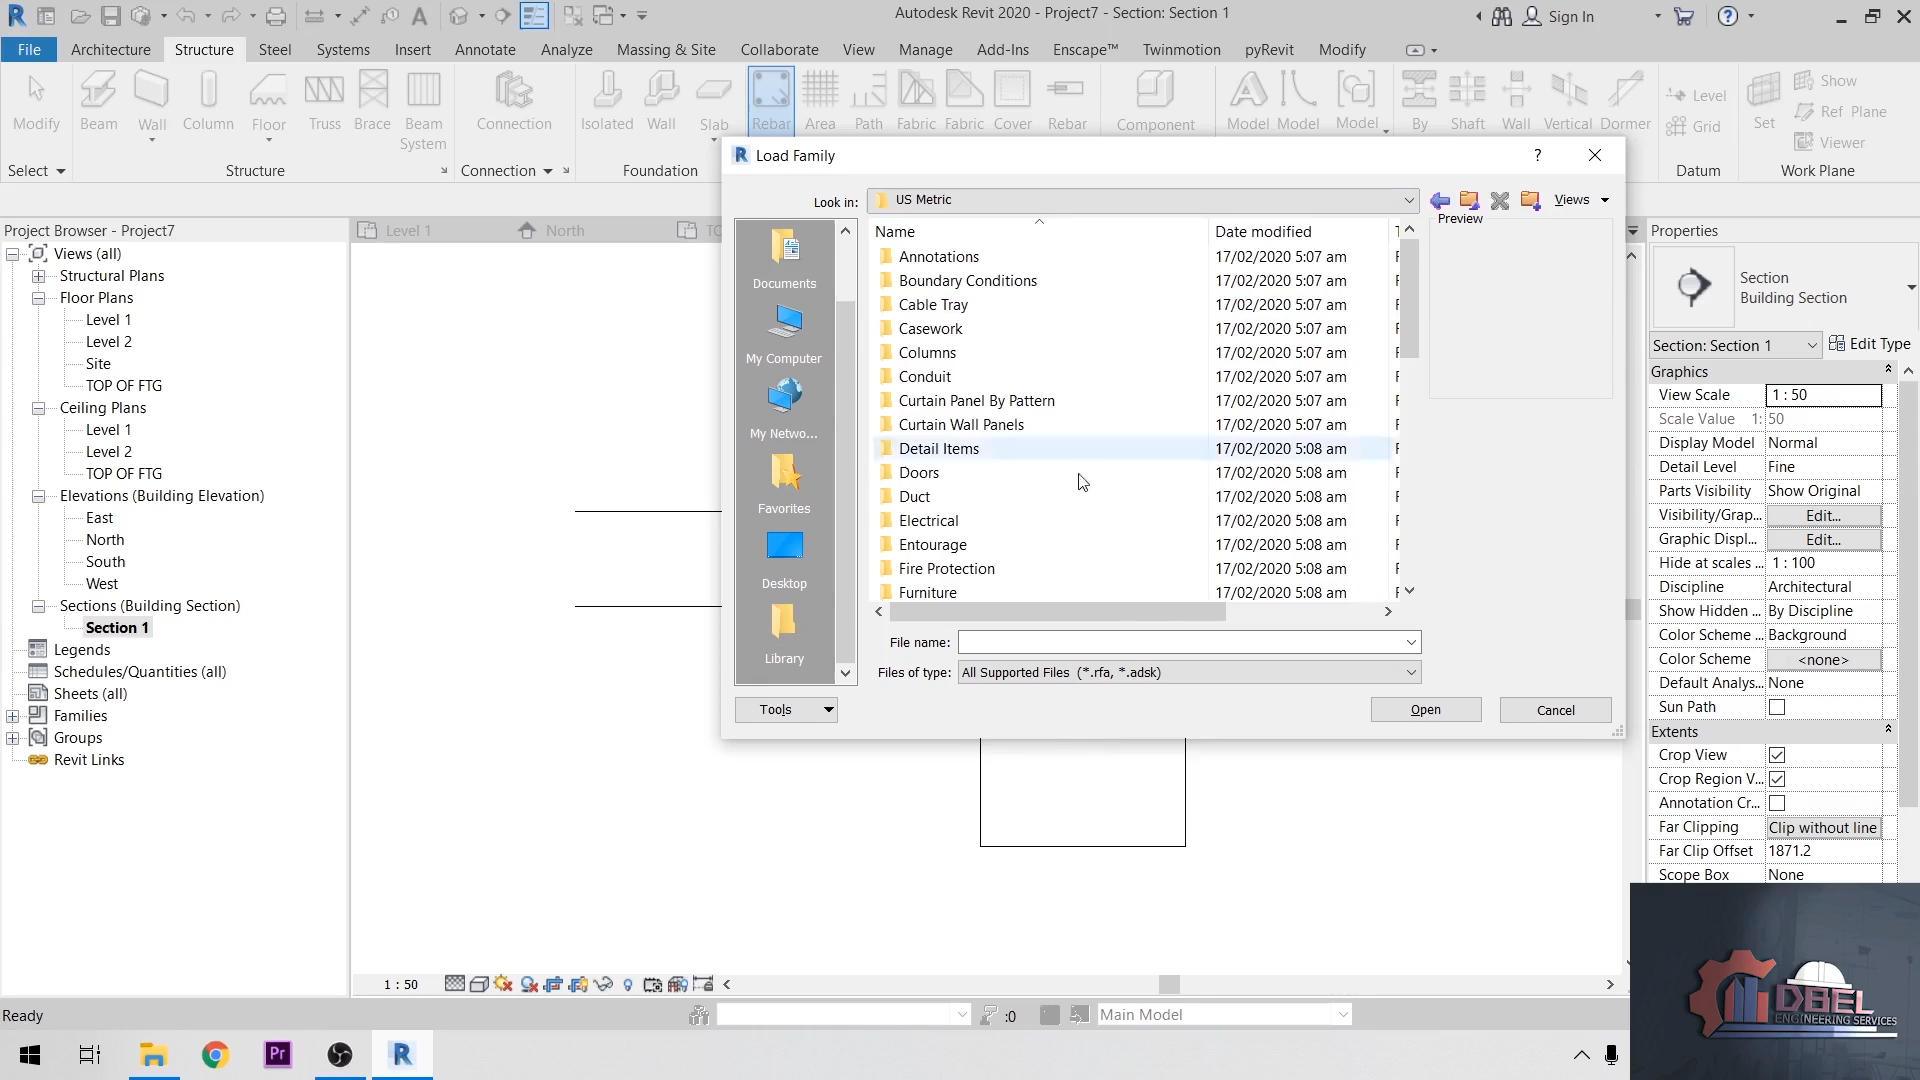 Autodesk Revit 2020 - Project7 - Section: Section 1
Sign In
File Architecture Structure Steel Systems Insert Annotate Analyze Massing & Site Collaborate View Manage Add-Ins Enscape™ Twinmotion pyRevit Modify
Modify Beam Wall Column Floor Truss Brace Beam System Connection Isolated Wall Slab Rebar Area Path Fabric Fabric Cover Rebar Component Model Model Model By Shaft Wall Vertical Dormer Level Grid Set Show Ref Plane Viewer
Select Structure Connection Foundation Datum Work Plane
Load Family
Look in: US Metric
Views
Preview
Name Date modified
Annotations 17/02/2020 5:07 am
Boundary Conditions 17/02/2020 5:07 am
Cable Tray 17/02/2020 5:07 am
Casework 17/02/2020 5:07 am
Columns 17/02/2020 5:07 am
Conduit 17/02/2020 5:07 am
Curtain Panel By Pattern 17/02/2020 5:07 am
Curtain Wall Panels 17/02/2020 5:07 am
Detail Items 17/02/2020 5:08 am
Doors 17/02/2020 5:08 am
Duct 17/02/2020 5:08 am
Electrical 17/02/2020 5:08 am
Entourage 17/02/2020 5:08 am
Fire Protection 17/02/2020 5:08 am
Furniture 17/02/2020 5:08 am
Documents
My Computer
My Netwo...
Favorites
Desktop
Library
File name:
Files of type: All Supported Files (*.rfa, *.adsk)
Tools
Open
Cancel
Project Browser - Project7
Level 1
North
Views (all)
Structural Plans
Floor Plans
Level 1
Level 2
Site
TOP OF FTG
Ceiling Plans
Level 1
Level 2
TOP OF FTG
Elevations (Building Elevation)
East
North
South
West
Sections (Building Section)
Section 1
Legends
Schedules/Quantities (all)
Sheets (all)
Families
Groups
Revit Links
Properties
Section
Building Section
Section: Section 1 Edit Type
Graphics
View Scale 1 : 50
Scale Value 1: 50
Display Model Normal
Detail Level Fine
Parts Visibility Show Original
Visibility/Grap... Edit...
Graphic Displ... Edit...
Hide at scales ... 1 : 100
Discipline Architectural
Show Hidden ... By Discipline
Color Scheme ... Background
Color Scheme <none>
Default Analys... None
Sun Path
Extents
Crop View
Crop Region V...
Annotation Cr...
Far Clipping Clip without line
Far Clip Offset 1871.2
Scope Box None
1 : 50
Ready
:0
Main Model
DBEL
ENGINEERING SERVICES